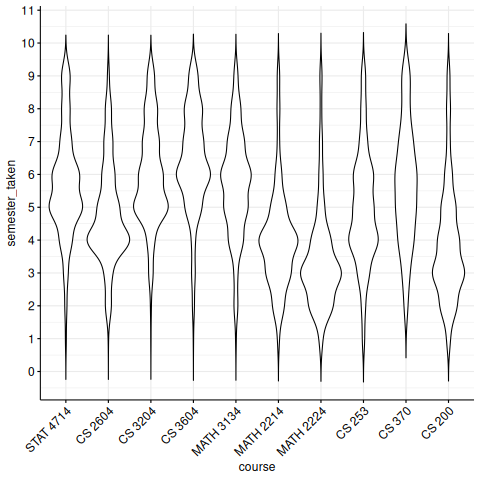 11
10
9
8
7
6
5
4
3
2
1
0
semester_taken
STAT 4714
CS 2604
CS 3204
CS 3604
MATH 3134
MATH 2214
MATH 2224
CS 253
CS 370
CS 200
course